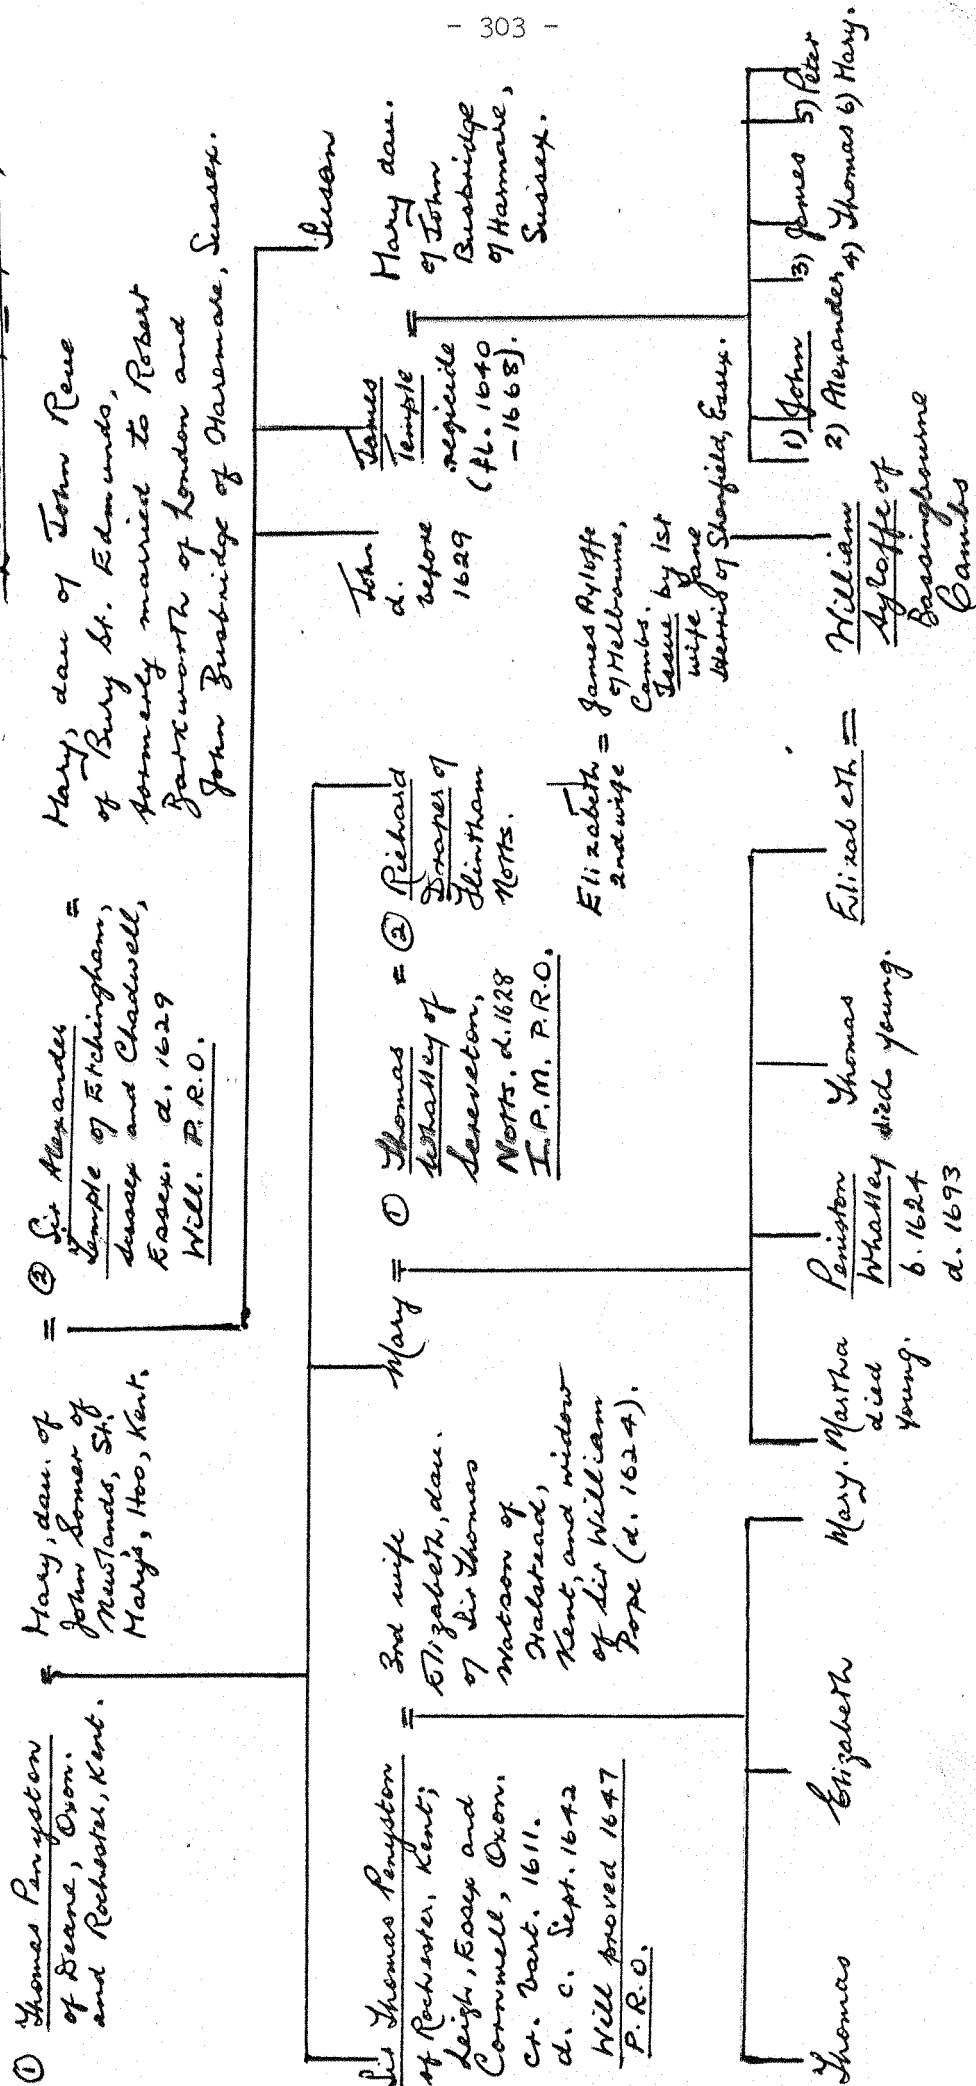 - 303 -
① Thomas Penyston
of Deane, Oxon.
and Rochester, Kent.
=
Mary, dau. of
John Somer of
Newlands, St.
Mary's, Hoo, Kent.
= ② Sir Alexander
Temple of Etchingham,
Sussex and Chadwell,
Essex. d. 1629
Will. P.R.O.
=
Mary, dau of John Reve
of Bury St. Edmunds,
formerly married to Robert
Barkworth of London and
John Busbridge of Haremare, Sussex.
Sir Thomas Penyston
of Rochester, Kent;
Leigh, Essex and
Cornwell, Oxon.
cr. bart. 1611.
d. c. Sept. 1642
Will proved 1647
P.R.O.
=
3rd wife
Elizabeth, dau.
of Sir Thomas
Watson of
Halstead,
Kent, and widow
of Sir William
Pope (d. 1624).
Mary = ① Thomas
Whalley of
Screveton,
Notts. d. 1628
I.P.M. P.R.O.
= ② Richard
Draper of
Flintham
Notts.
John
d.
before
1629
James
Temple
regicide
(fl. 1640
- 1668).
=
Mary dau.
of John
Busbridge
of Harmare,
Sussex.
Susan
Elizabeth =
2nd wife
James Ayloffe
of Melbourne,
Cambs.
Issue by 1st
wife Jane
Herris of Shenfield, Essex.
Thomas
Elizabeth
Mary.
Martha
died
young.
Peniston
Whalley
b. 1624
d. 1693
Thomas
died young.
Elizabeth =
William
Ayloffe of
Bassingbourne
Cambs
1) John
2) Alexander
3) James
4) Thomas
5) Peter
6) Mary.